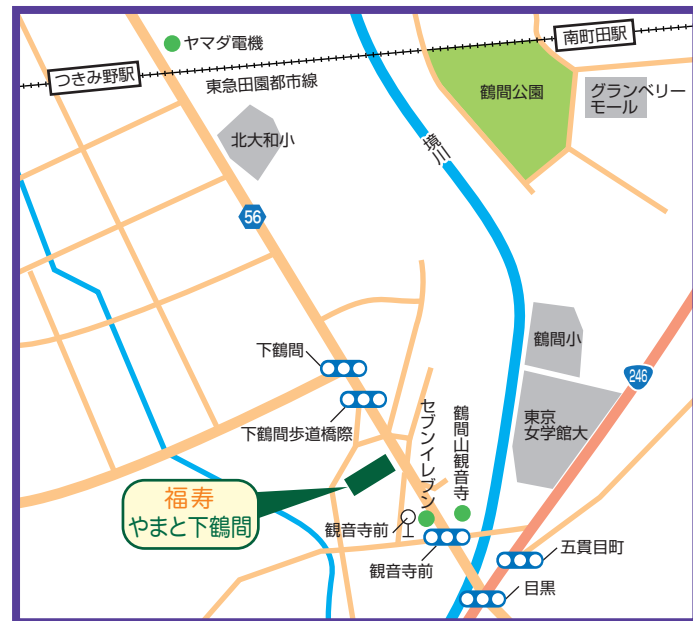 ヤマダ電機
南町田駅
つきみ野駅
東急田園都市線
鶴間公園
グランベリー
モール
北大和小
境川
56
鶴間小
下鶴間
246
東京
女学館大
下鶴間歩道橋際
セブンイレブン
鶴間山観音寺
福寿
やまと下鶴間
観音寺前
観音寺前
五貫目町
目黒